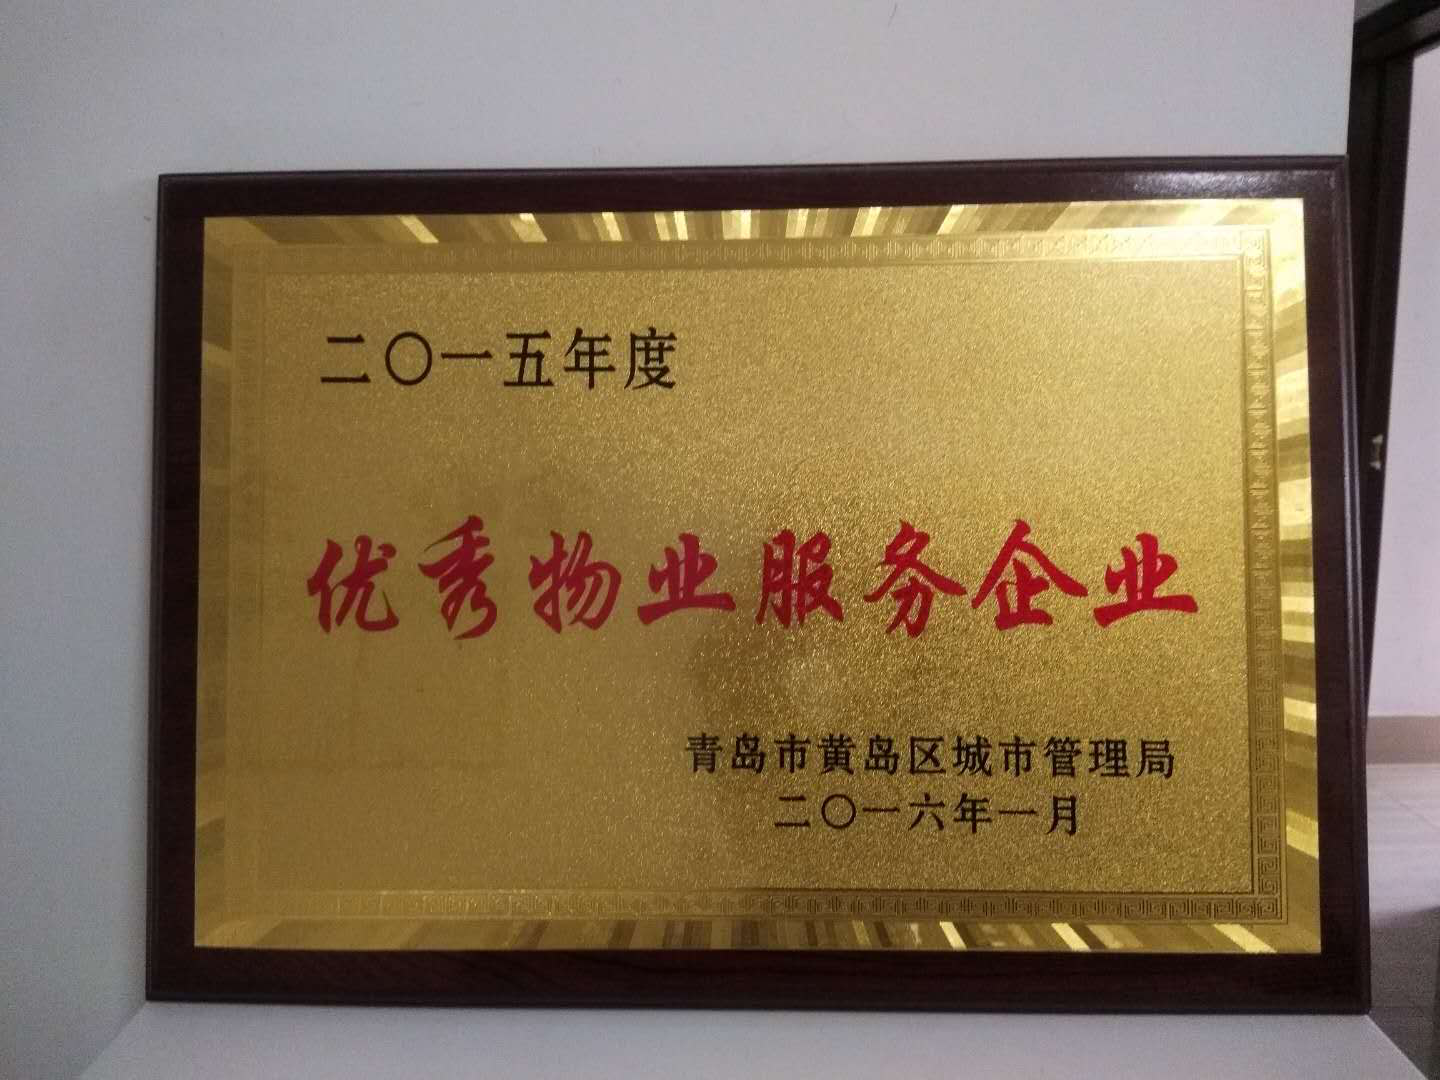 二〇一五年度
优秀物业服务企业
青岛市黄岛区城市管理局
二〇一六年一月